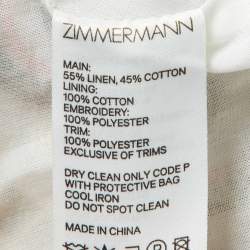 ZIMMERMANN
MAIN:
55% LINEN, 45% COTTON
LINING:
100% COTTON
EMBROIDERY:
100% POLYESTER
TRIM:
100% POLYESTER
EXCLUSIVE OF TRIMS
DRY CLEAN ONLY CODE P
WITH PROTECTIVE BAG
COOL IRON
DO NOT SPOT CLEAN
MADE IN CHINA